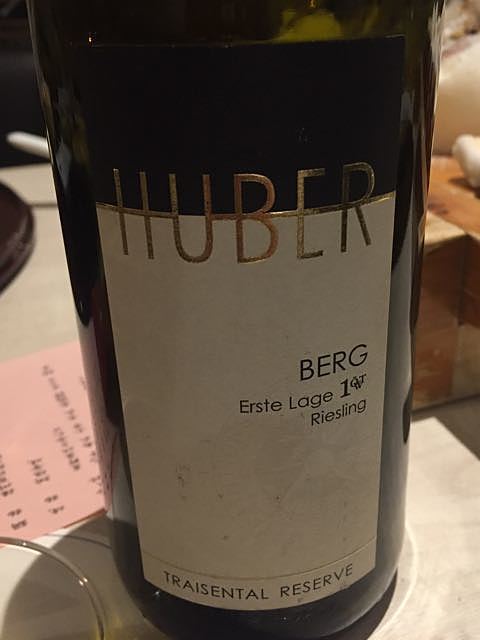 HUBER
BERG
Erste Lage 1ÖTW
Riesling
TRAISENTAL RESERVE